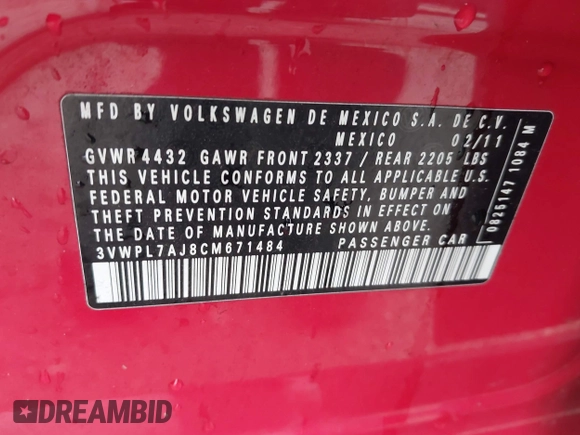 MFD BY VOLKSWAGEN DE MEXICO S.A. DE C.V.
MEXICO 02/11
GVWR 4432 GAWR FRONT 2337 / REAR 2205 LBS
THIS VEHICLE CONFORMS TO ALL APPLICABLE U.S.
FEDERAL MOTOR VEHICLE SAFETY, BUMPER AND
THEFT PREVENTION STANDARDS IN EFFECT ON
THE DATE OF MANUFACTURE SHOWN ABOVE.
3VWPL7AJ8CM671484 PASSENGER CAR
0825147 1084 M
DREAMBID